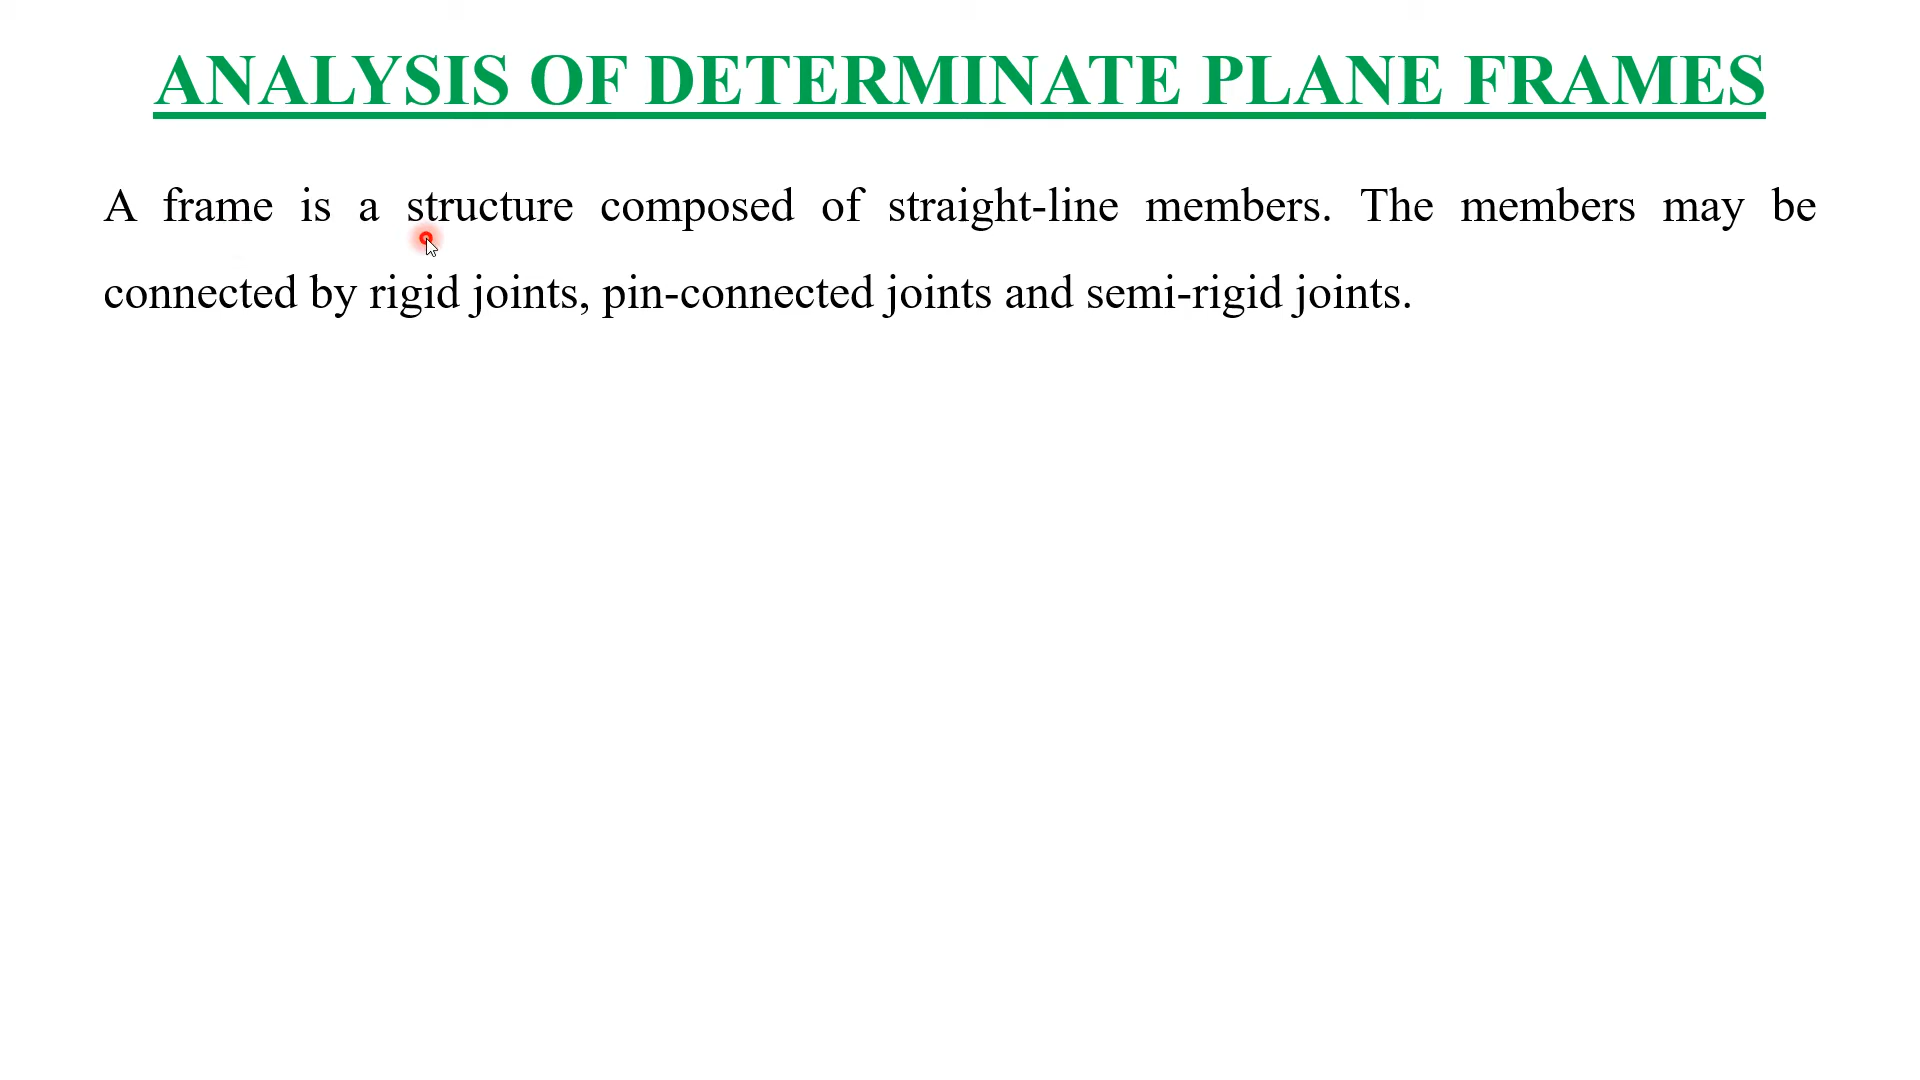 ANALYSIS OF DETERMINATE PLANE FRAMES
A frame is a structure composed of straight-line members. The members may be
connected by rigid joints, pin-connected joints and semi-rigid joints.